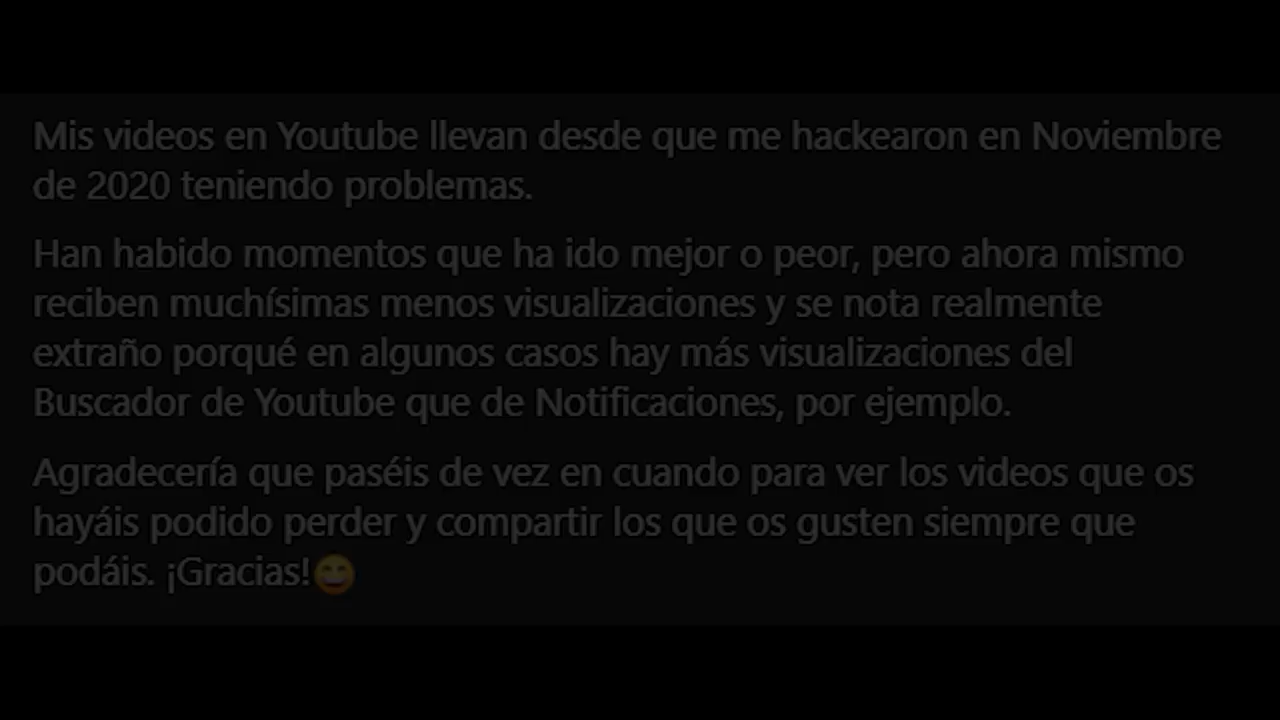 Mis videos en Youtube llevan desde que me hackearon en Noviembre
de 2020 teniendo problemas.
Han habido momentos que ha ido mejor o peor, pero ahora mismo
reciben muchísimas menos visualizaciones y se nota realmente
extraño porqué en algunos casos hay más visualizaciones del
Buscador de Youtube que de Notificaciones, por ejemplo.
Agradecería que paséis de vez en cuando para ver los videos que os
hayáis podido perder y compartir los que os gusten siempre que
podáis. ¡Gracias!😄